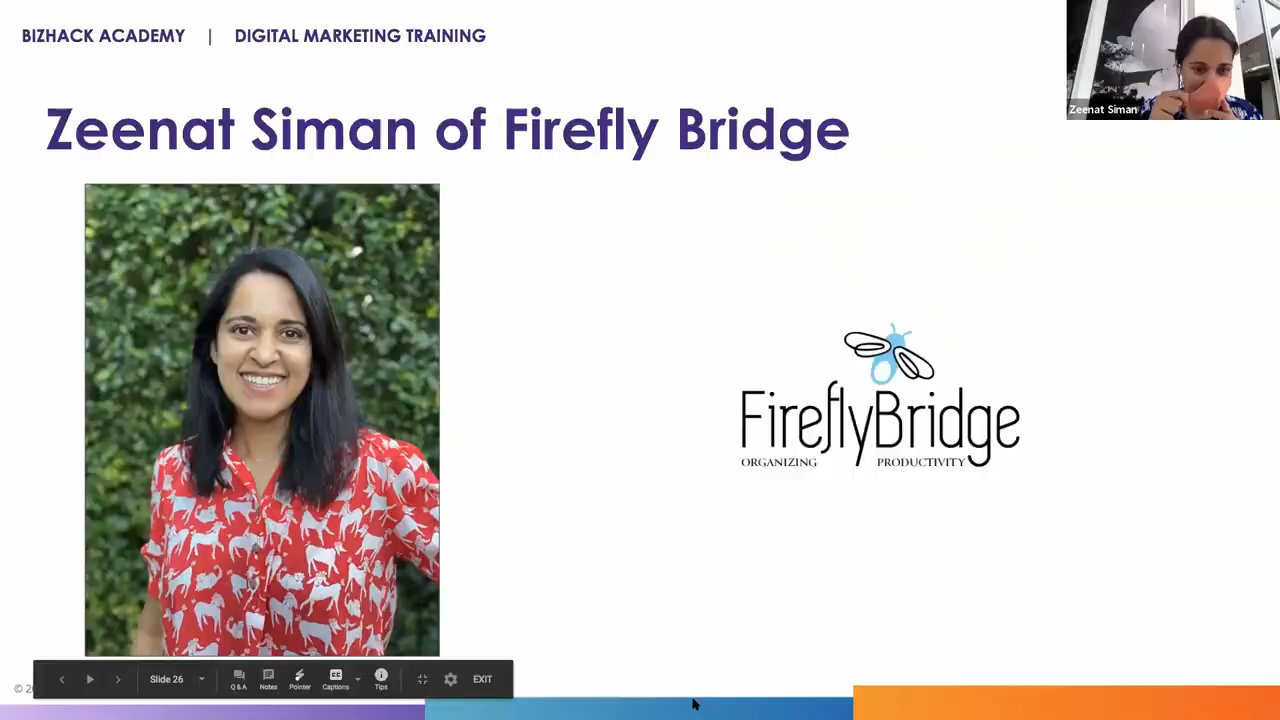 BIZHACK ACADEMY | DIGITAL MARKETING TRAINING
Zeenat Siman
Zeenat Siman of Firefly Bridge
FireflyBridge
ORGANIZING PRODUCTIVITY
Slide 26
Q & A Notes Pointer Captions Tips EXIT
©